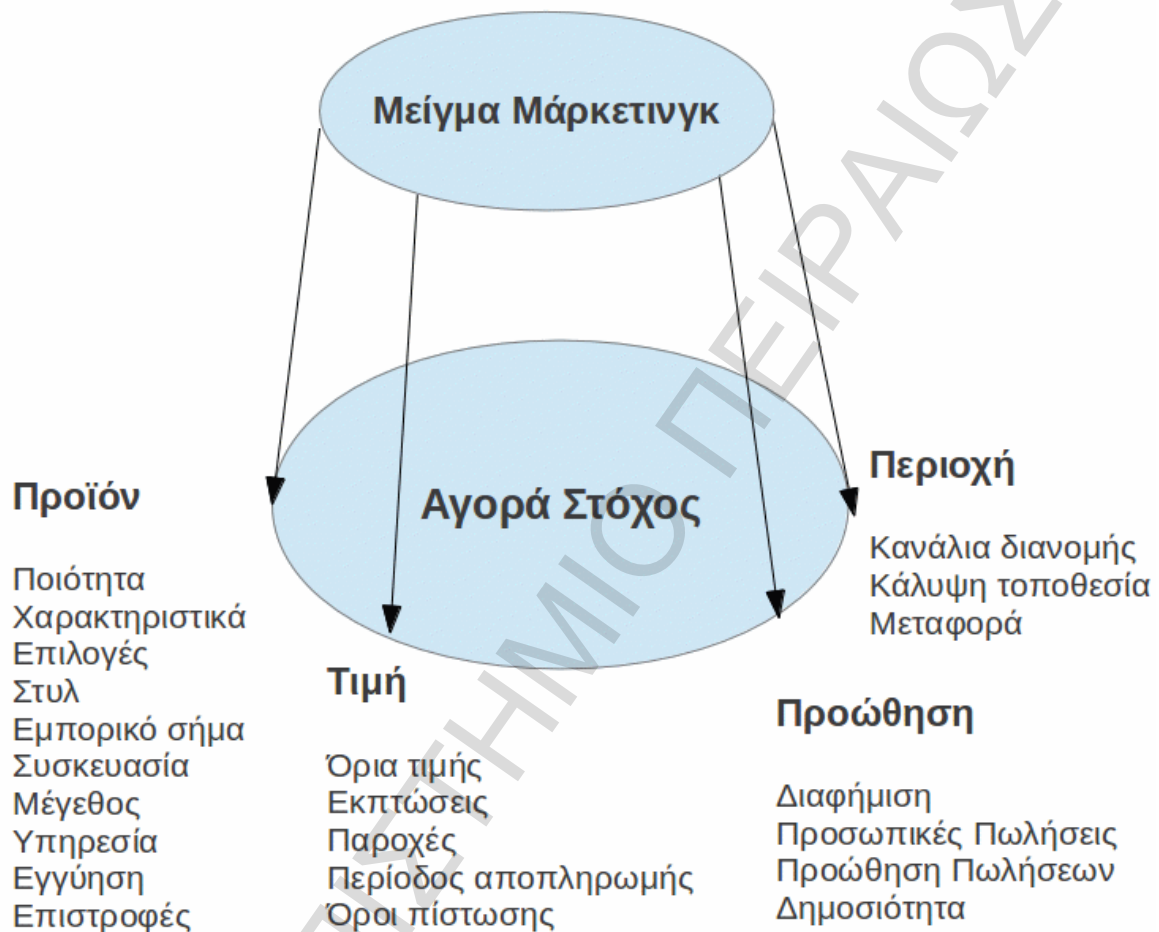 Μείγμα Μάρκετινγκ
Αγορά Στόχος
Προϊόν
Ποιότητα
Χαρακτηριστικά
Επιλογές
Στυλ
Εμπορικό σήμα
Συσκευασία
Μέγεθος
Υπηρεσία
Εγγύηση
Επιστροφές
Τιμή
Όρια τιμής
Εκπτώσεις
Παροχές
Περίοδος αποπληρωμής
Όροι πίστωσης
Περιοχή
Κανάλια διανομής
Κάλυψη τοποθεσία
Μεταφορά
Προώθηση
Διαφήμιση
Προσωπικές Πωλήσεις
Προώθηση Πωλήσεων
Δημοσιότητα
ΠΙΣΤΗΜΙΟ ΠΕΙΡΑΙΩΣ